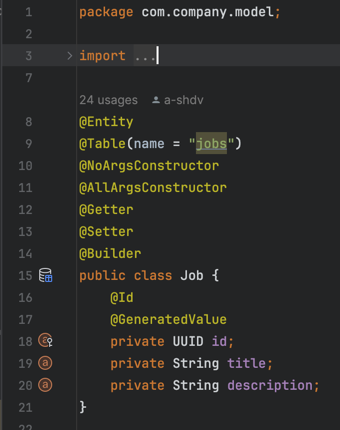 1 package com.company.model;
2
3 import ...
7
24 usages a-shdv
8 @Entity
9 @Table(name = "jobs")
10 @NoArgsConstructor
11 @AllArgsConstructor
12 @Getter
13 @Setter
14 @Builder
15 public class Job {
16 @Id
17 @GeneratedValue
18 private UUID id;
19 private String title;
20 private String description;
21 }
22